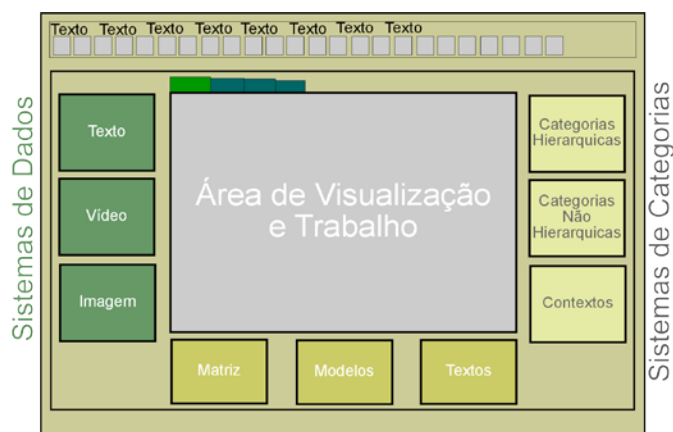 Texto Texto Texto Texto Texto Texto Texto Texto
Sistemas de Dados
Texto
Vídeo
Imagem
Área de Visualização
e Trabalho
Matriz
Modelos
Textos
Categorias
Hierarquicas
Categorias
Não
Hierarquicas
Contextos
Sistemas de Categorias